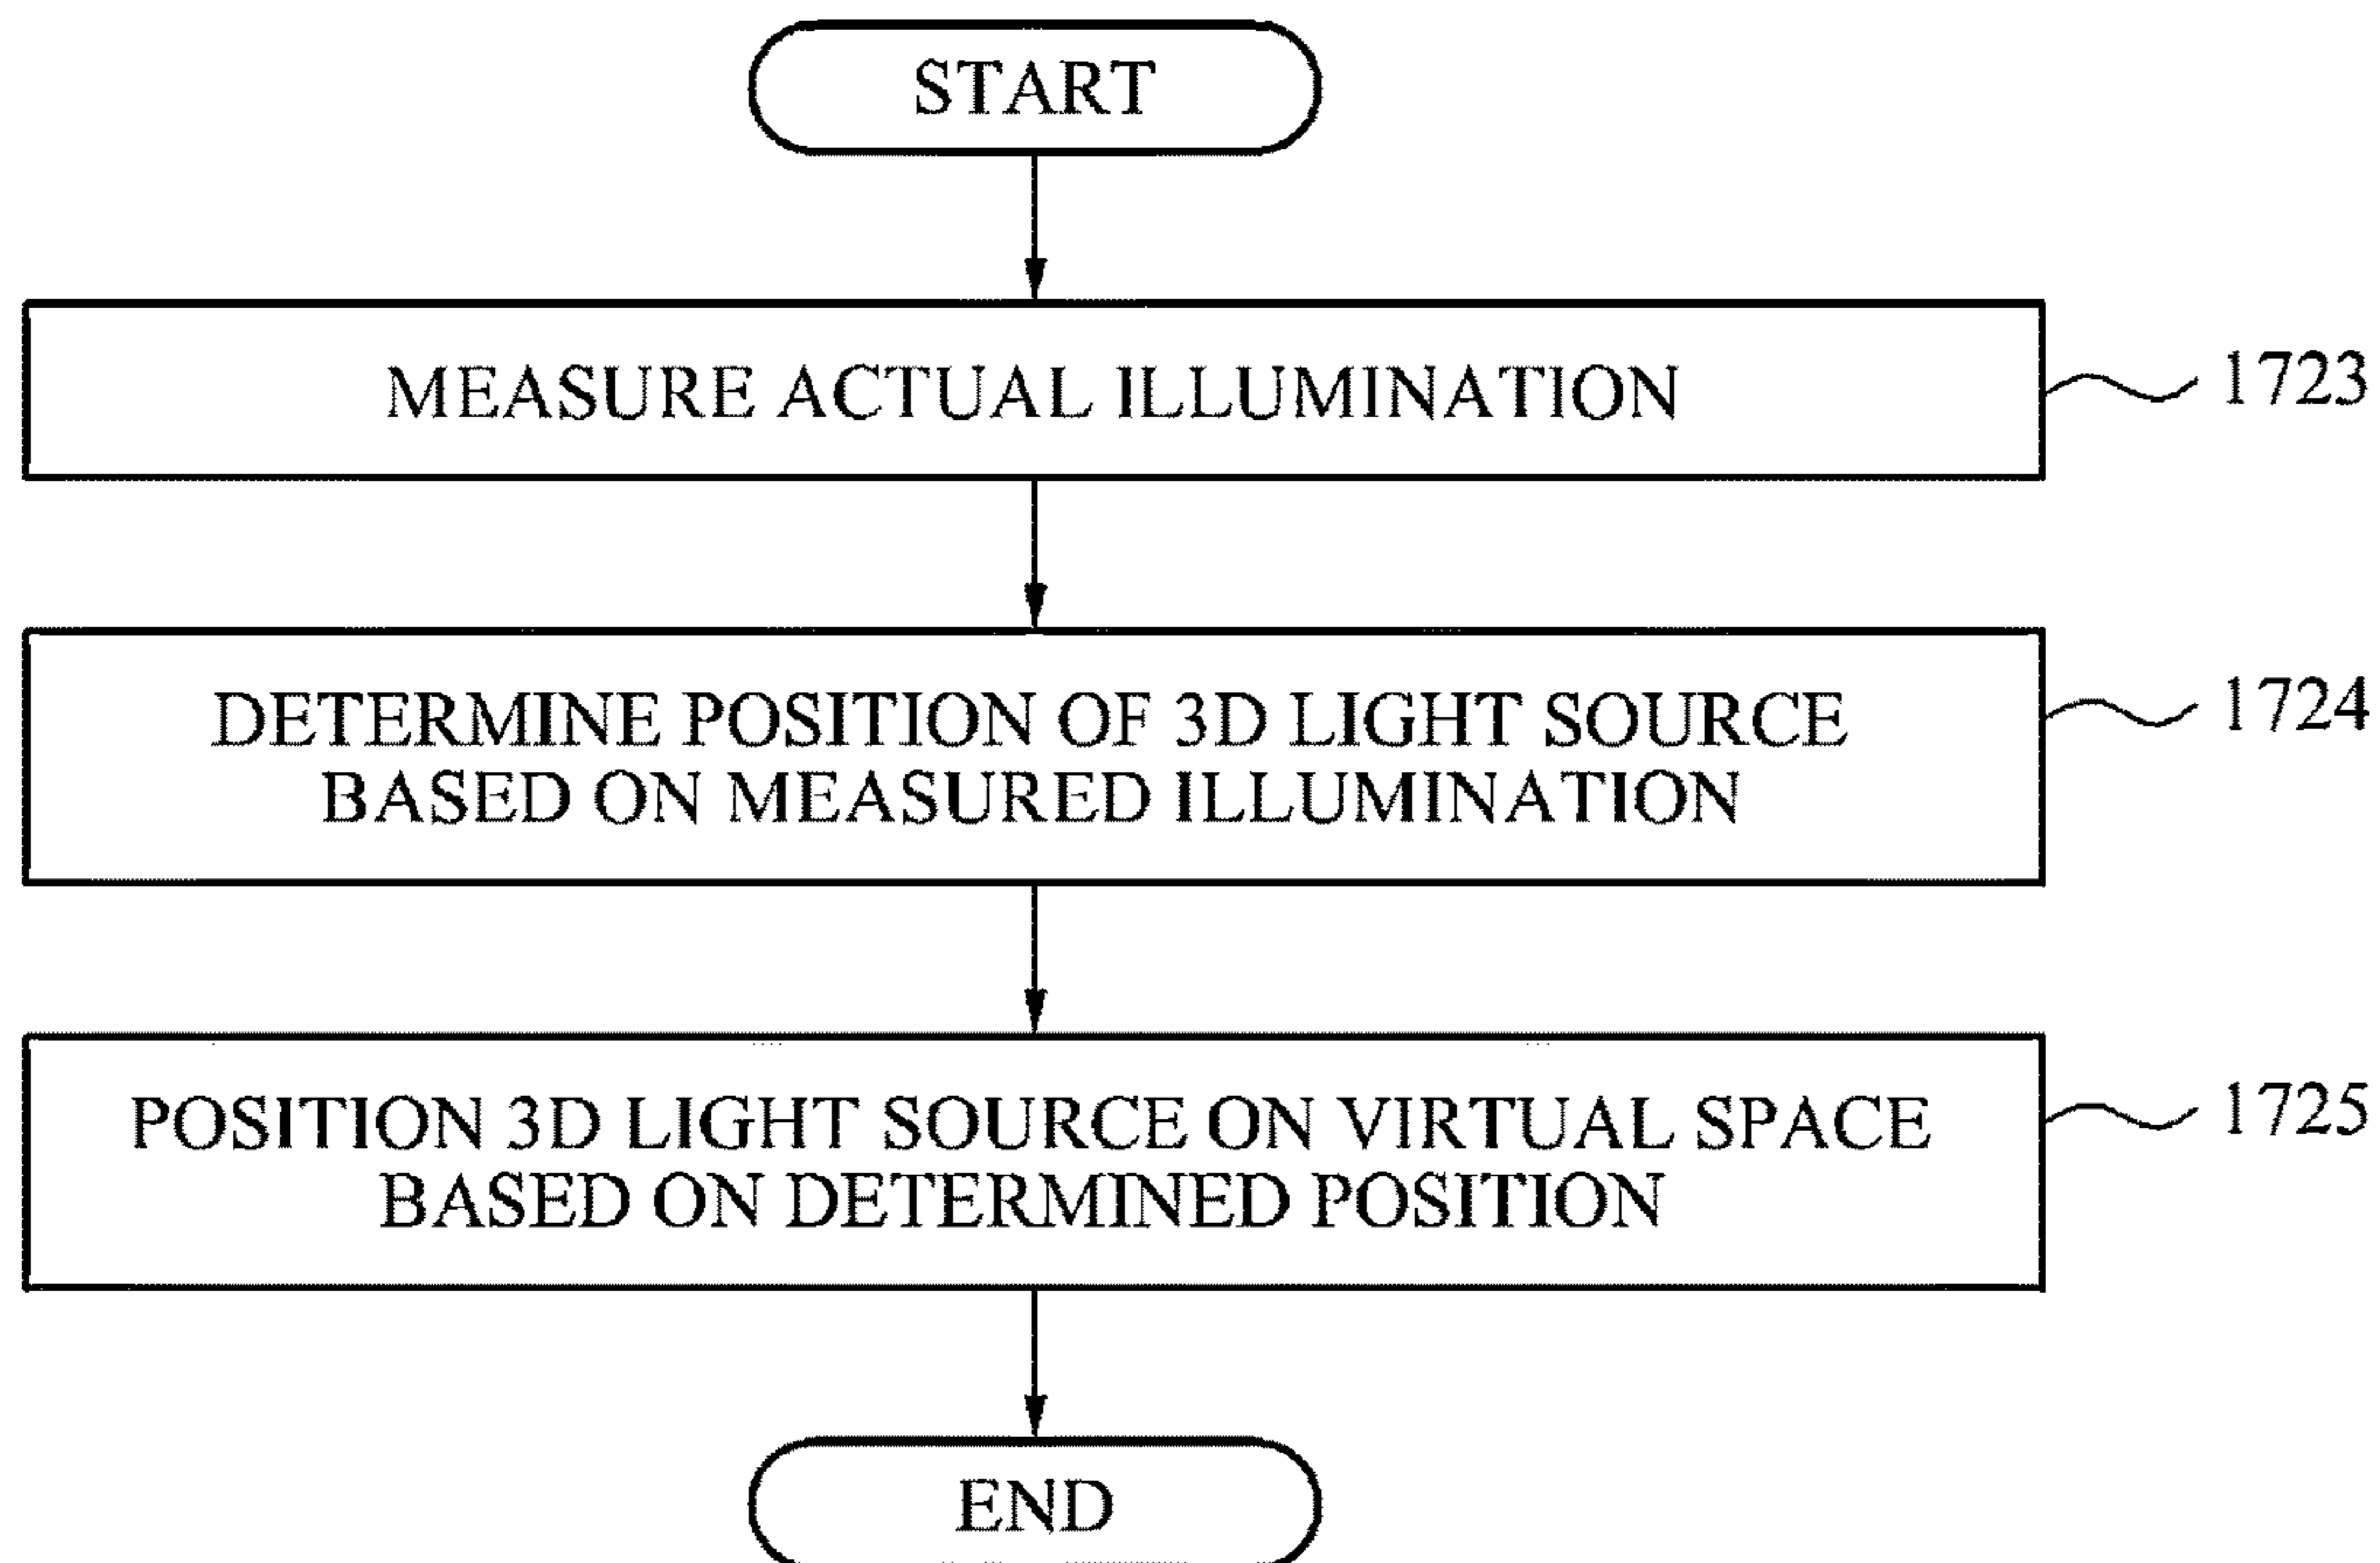 START
MEASURE ACTUAL ILLUMINATION
1723
DETERMINE POSITION OF 3D LIGHT SOURCE
BASED ON MEASURED ILLUMINATION
1724
POSITION 3D LIGHT SOURCE ON VIRTUAL SPACE
BASED ON DETERMINED POSITION
1725
END